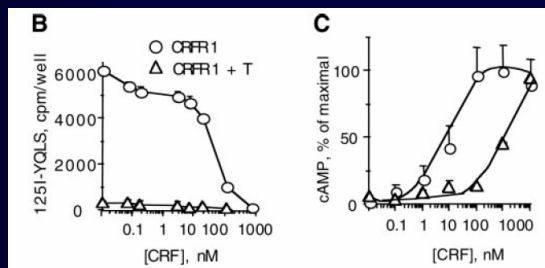 B
CRFR1
CRFR1 + T
125I-YQLS, cpm/well
6000
4000
2000
0
0.1 1 10 100 1000
[CRF], nM
C
cAMP, % of maximal
100
50
0
0.1 1 10 100 1000
[CRF], nM